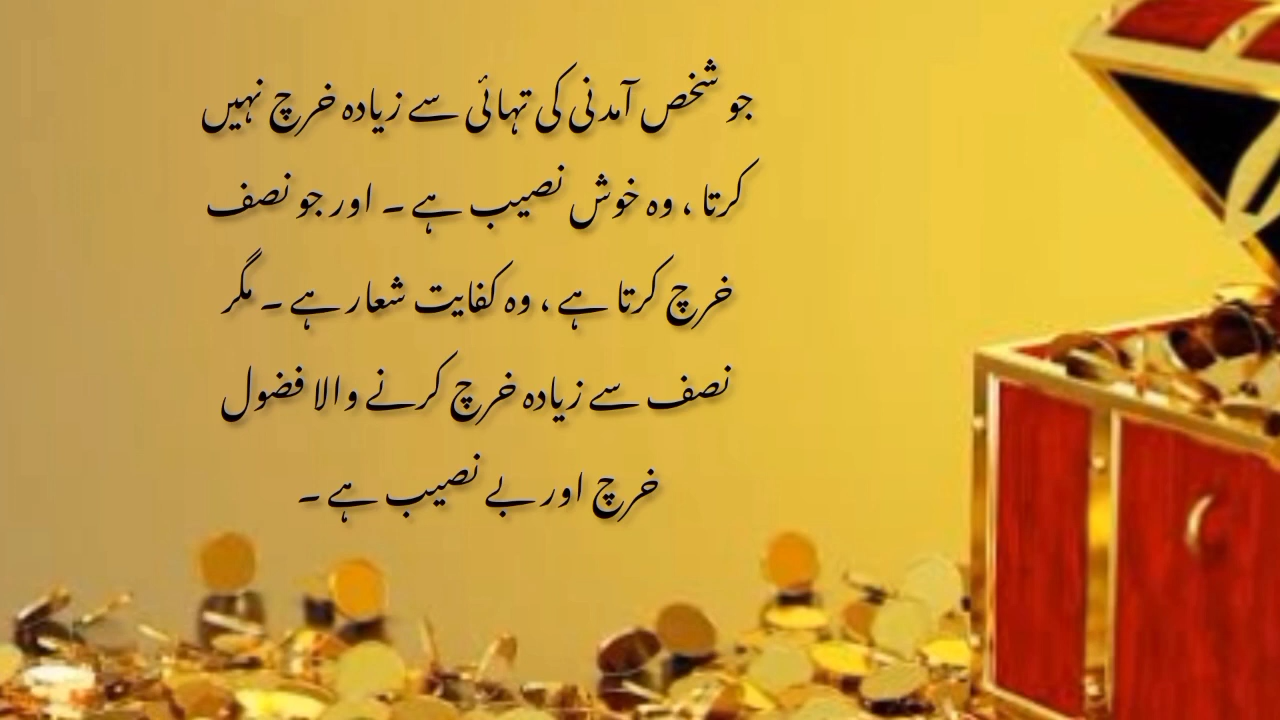 جو شخص آمدنی کی تہائی سے زیادہ خرچ نہیں
کرتا ، وہ خوش نصیب ہے ۔ اور جو نصف
خرچ کرتا ہے ، وہ کفایت شعار ہے ۔ مگر
نصف سے زیادہ خرچ کرنے والا فضول
خرچ اور بے نصیب ہے ۔